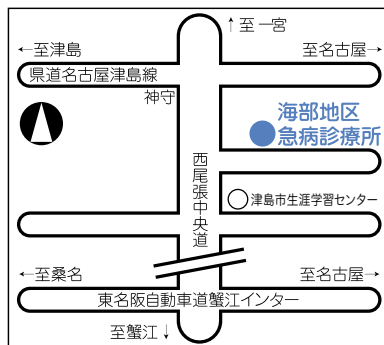 ↑至一宮
←至津島
至名古屋→
県道名古屋津島線
神守
海部地区
急病診療所
西尾張中央道
津島市生涯学習センター
←至桑名
至名古屋→
東名阪自動車道蟹江インター
至蟹江↓